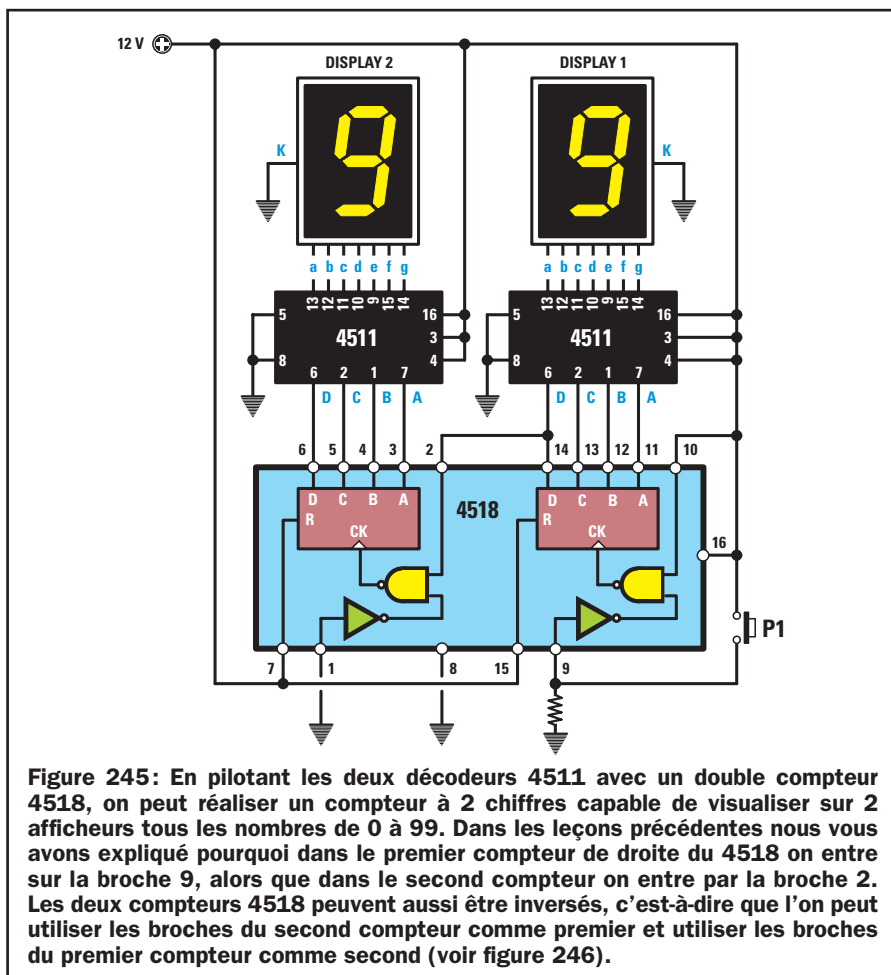 12 V
DISPLAY 2 DISPLAY 1
K K
a b c d e f g a b c d e f g
13 12 11 10 9 15 14 13 12 11 10 9 15 14
5 16 5 16
4511 3 4511 3
8 4 8 4
6 2 1 7 6 2 1 7
D C B A D C B A
6 5 4 3 2 14 13 12 11 10
D C B A 4518 D C B A
R R
CK CK
16
P1
7 1 8 15 9
Figure 245: En pilotant les deux décodeurs 4511 avec un double compteur
4518, on peut réaliser un compteur à 2 chiffres capable de visualiser sur 2
afficheurs tous les nombres de 0 à 99. Dans les leçons précédentes nous vous
avons expliqué pourquoi dans le premier compteur de droite du 4518 on entre
sur la broche 9, alors que dans le second compteur on entre par la broche 2.
Les deux compteurs 4518 peuvent aussi être inversés, c'est-à-dire que l'on peut
utiliser les broches du second compteur comme premier et utiliser les broches
du premier compteur comme second (voir figure 246).